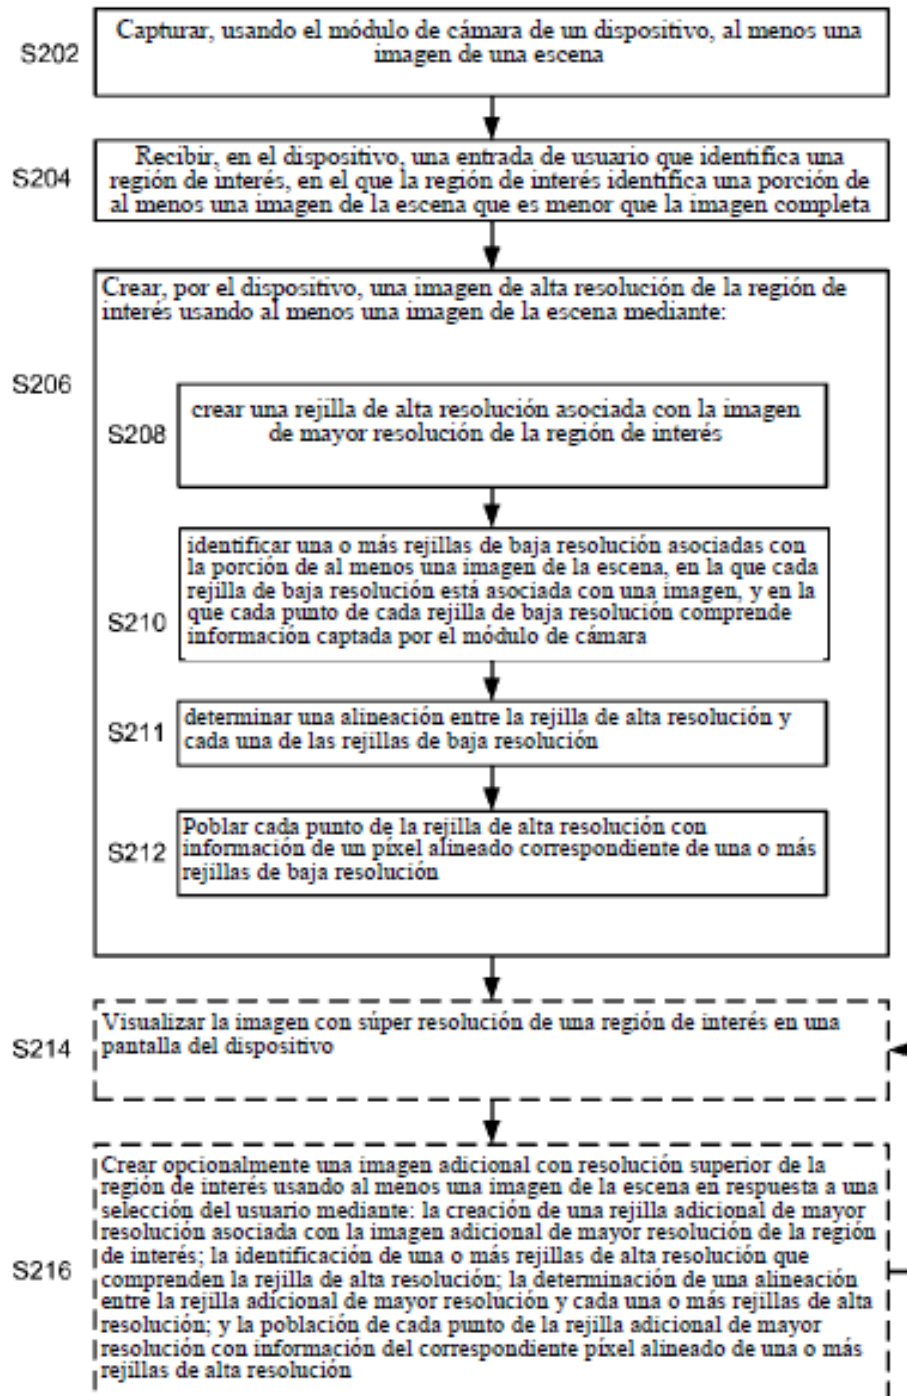 S202
Capturar, usando el módulo de cámara de un dispositivo, al menos una
imagen de una escena
S204
Recibir, en el dispositivo, una entrada de usuario que identifica una
región de interés, en el que la región de interés identifica una porción de
al menos una imagen de la escena que es menor que la imagen completa
S206
Crear, por el dispositivo, una imagen de alta resolución de la región de
interés usando al menos una imagen de la escena mediante:
S208
crear una rejilla de alta resolución asociada con la imagen
de mayor resolución de la región de interés
S210
identificar una o más rejillas de baja resolución asociadas con
la porción de al menos una imagen de la escena, en la que cada
rejilla de baja resolución está asociada con una imagen, y en la
que cada punto de cada rejilla de baja resolución comprende
información captada por el módulo de cámara
S211
determinar una alineación entre la rejilla de alta resolución y
cada una de las rejillas de baja resolución
S212
Poblar cada punto de la rejilla de alta resolución con
información de un píxel alineado correspondiente de una o más
rejillas de baja resolución
S214
Visualizar la imagen con súper resolución de una región de interés en una
pantalla del dispositivo
S216
Crear opcionalmente una imagen adicional con resolución superior de la
región de interés usando al menos una imagen de la escena en respuesta a una
selección del usuario mediante: la creación de una rejilla adicional de mayor
resolución asociada con la imagen adicional de mayor resolución de la región
de interés; la identificación de una o más rejillas de alta resolución que
comprenden la rejilla de alta resolución; la determinación de una alineación
entre la rejilla adicional de mayor resolución y cada una o más rejillas de alta
resolución; y la población de cada punto de la rejilla adicional de mayor
resolución con información del correspondiente píxel alineado de una o más
rejillas de alta resolución